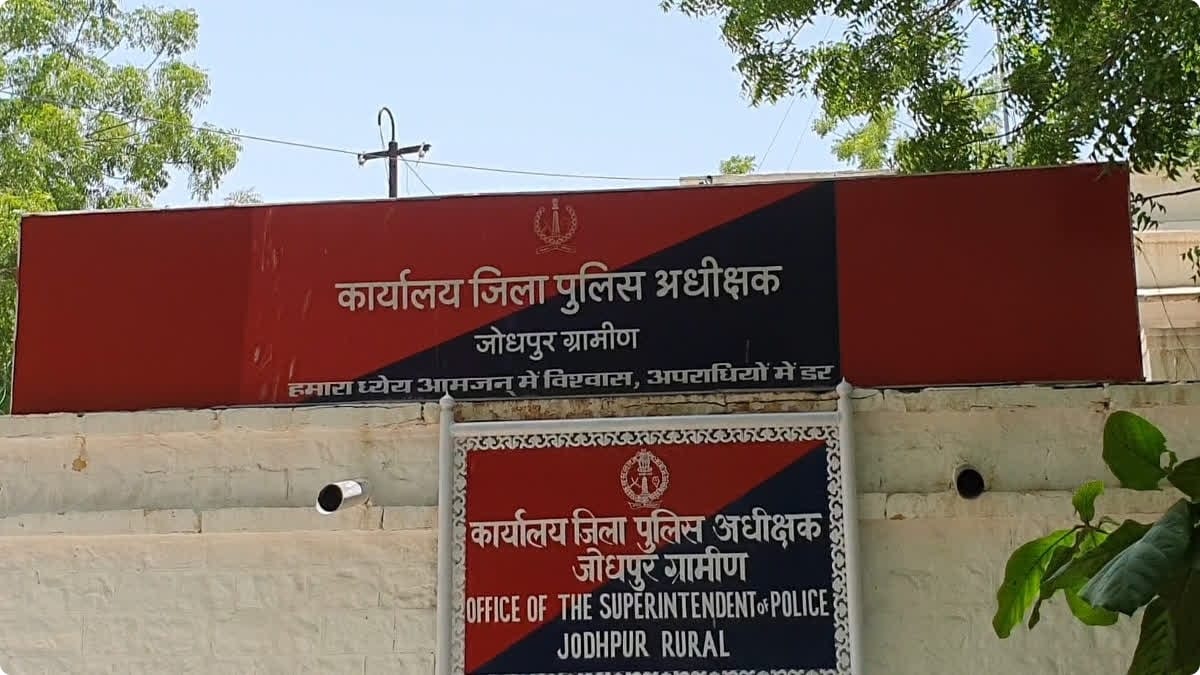 कार्यालय जिला पुलिस अधीक्षक
जोधपुर ग्रामीण
हमारा ध्येय आमजन् में विश्वास, अपराधियों में डर
कार्यालय जिला पुलिस अधीक्षक
जोधपुर ग्रामीण
OFFICE OF THE SUPERINTENDENT of POLICE
JODHPUR RURAL